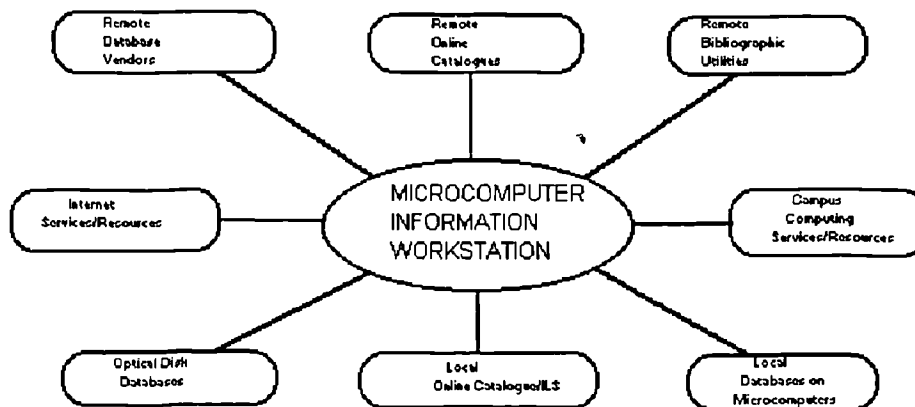 Remote
Database
Vendors
Remote
Online
Catalogues
Remote
Bibliographic
Utilities
Internet
Services/Resources
MICROCOMPUTER
INFORMATION
WORKSTATION
Campus
Computing
Services/Resources
Optical Disk
Databases
Local
Online Catalogue/ILS
Local
Databases on
Microcomputers